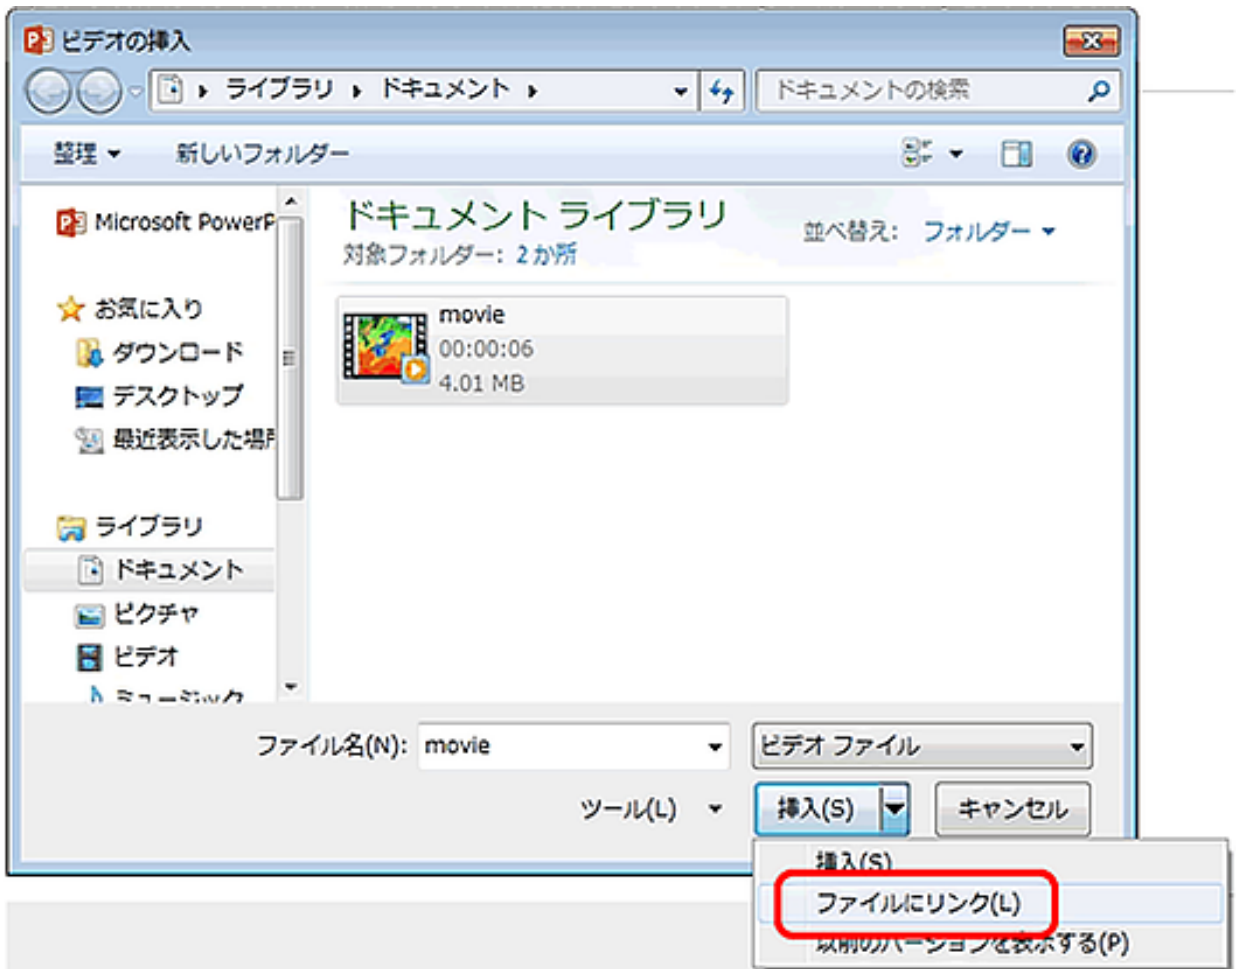 ビデオの挿入
ライブラリ ドキュメント ドキュメントの検索
整理 新しいフォルダー
Microsoft PowerP
ドキュメント ライブラリ
対象フォルダー: 2 か所
並べ替え: フォルダー
お気に入り
ダウンロード
デスクトップ
最近表示した場所
movie
00:00:06
4.01 MB
ライブラリ
ドキュメント
ピクチャ
ビデオ
ミュージック
ファイル名(N): movie ビデオ ファイル
ツール(L) 挿入(S) キャンセル
挿入(S)
ファイルにリンク(L)
以前のバージョンを表示する(P)